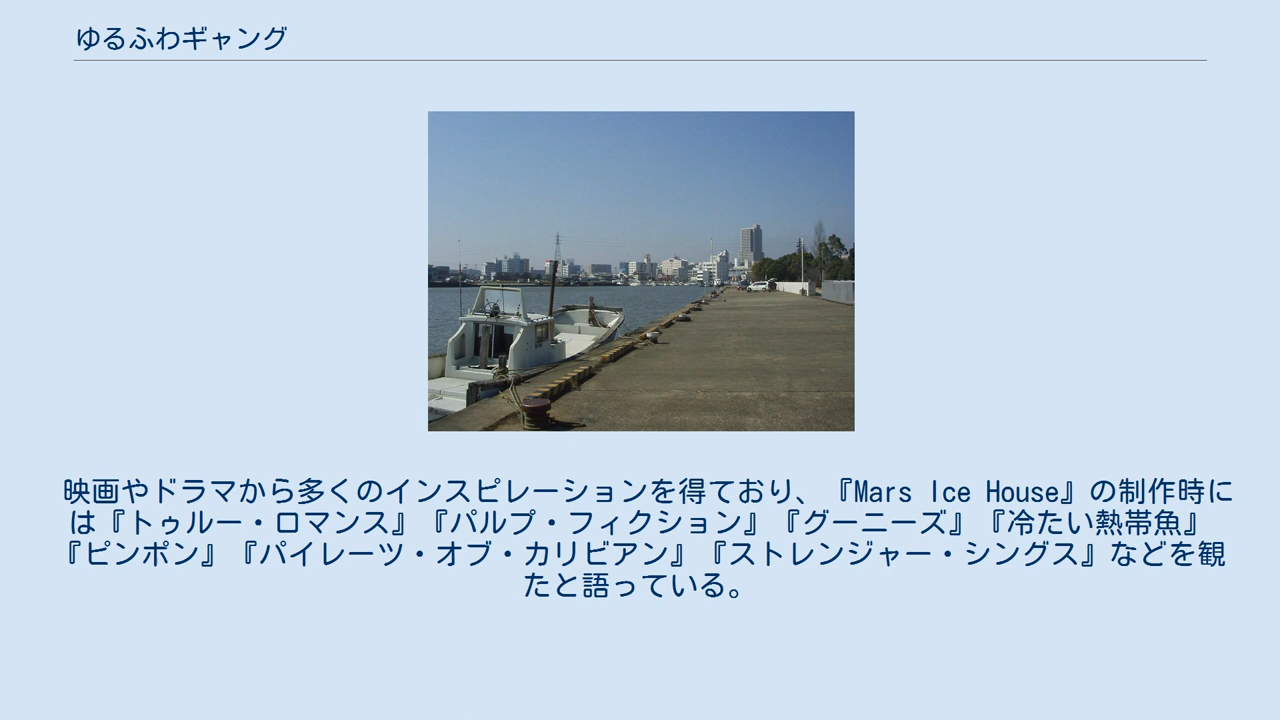 ゆるふわギャング
映画やドラマから多くのインスピレーションを得ており、『Mars Ice House』の制作時に
は『トゥルー・ロマンス』『パルプ・フィクション』『グーニーズ』『冷たい熱帯魚』
『ピンポン』『パイレーツ・オブ・カリビアン』『ストレンジャー・シングス』などを観
たと語っている。